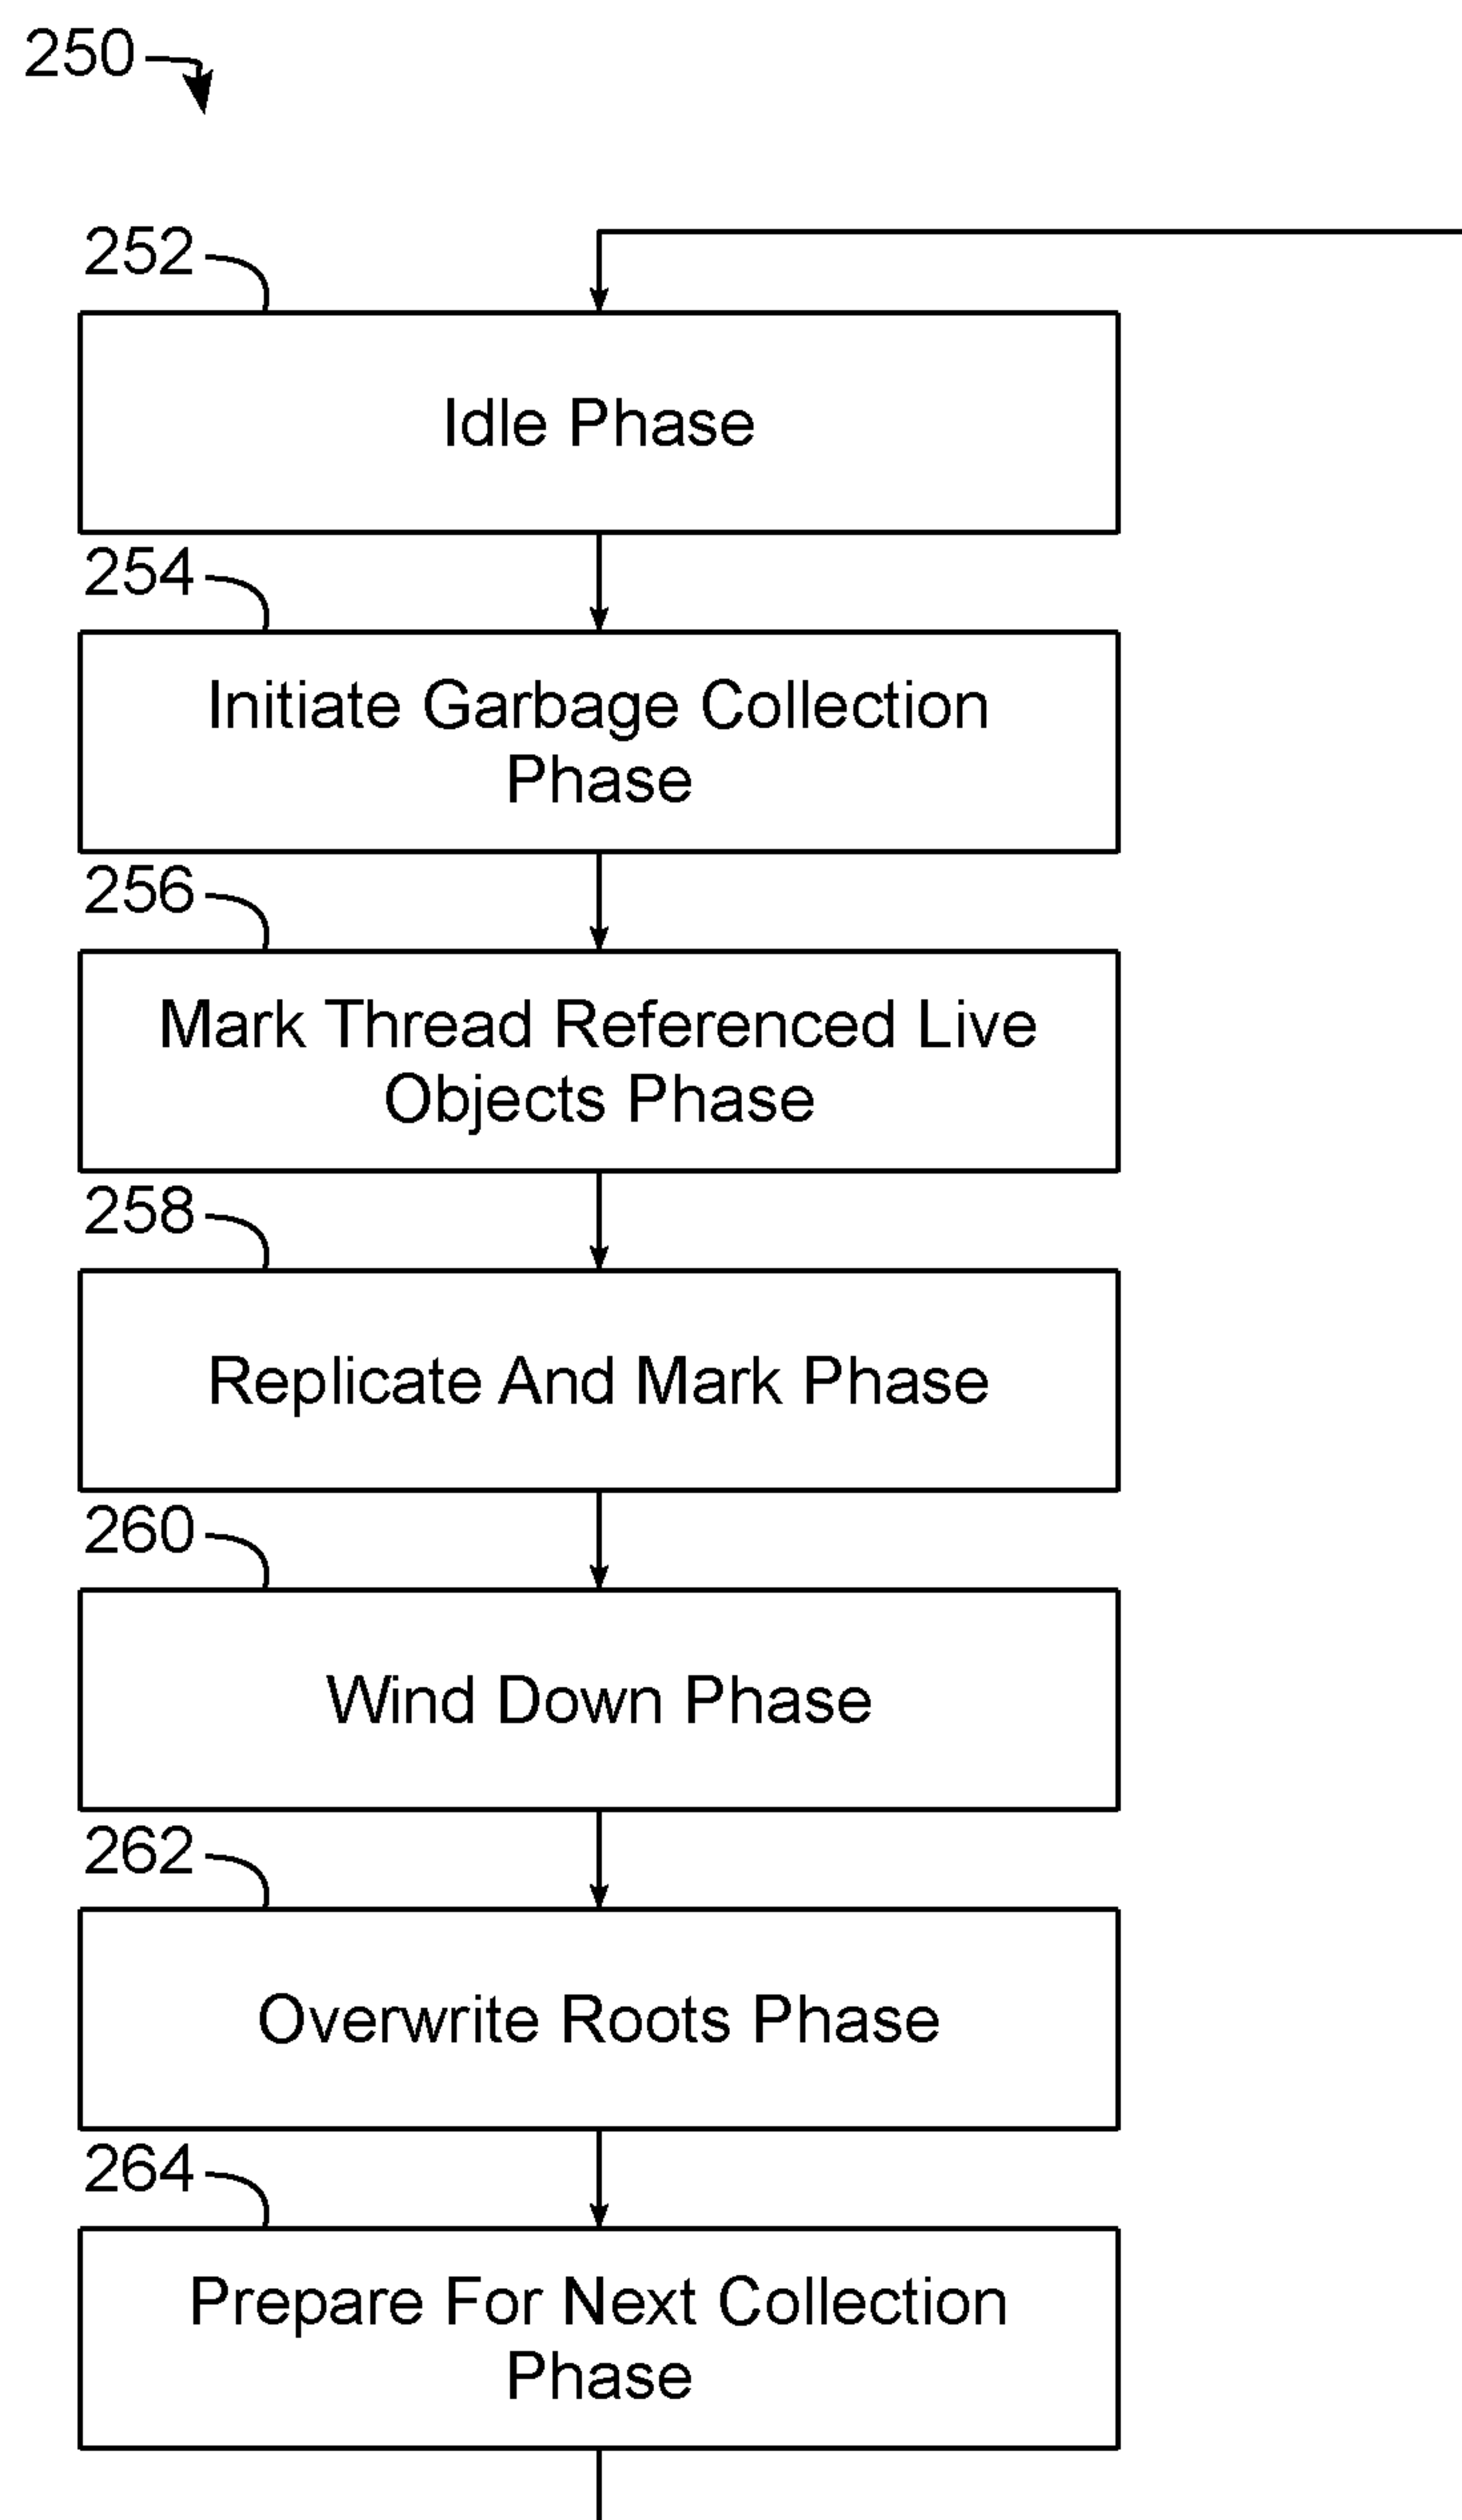 250
252
Idle Phase
254
Initiate Garbage Collection
Phase
256
Mark Thread Referenced Live
Objects Phase
258
Replicate And Mark Phase
260
Wind Down Phase
262
Overwrite Roots Phase
264
Prepare For Next Collection
Phase